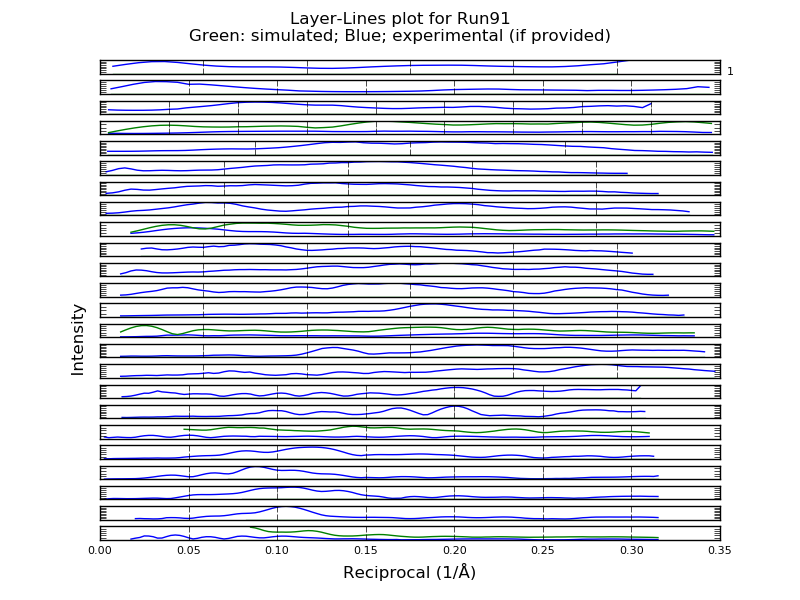 Layer-Lines plot for Run91
Green: simulated; Blue; experimental (if provided)
1
Intensity
0.00 0.05 0.10 0.15 0.20 0.25 0.30 0.35
Reciprocal (1/Å)